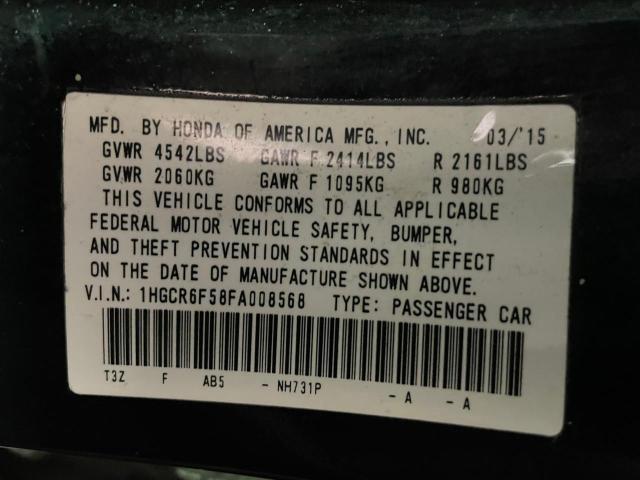 MFD. BY HONDA OF AMERICA MFG., INC. 03/'15
GVWR 4542LBS GAWR F 2414LBS R 2161LBS
GVWR 2060KG GAWR F 1095KG R 980KG
THIS VEHICLE CONFORMS TO ALL APPLICABLE
FEDERAL MOTOR VEHICLE SAFETY, BUMPER,
AND THEFT PREVENTION STANDARDS IN EFFECT
ON THE DATE OF MANUFACTURE SHOWN ABOVE.
V.I.N.: 1HGCR6F58FA008568 TYPE: PASSENGER CAR
T3Z F AB5 - NH731P - A - A